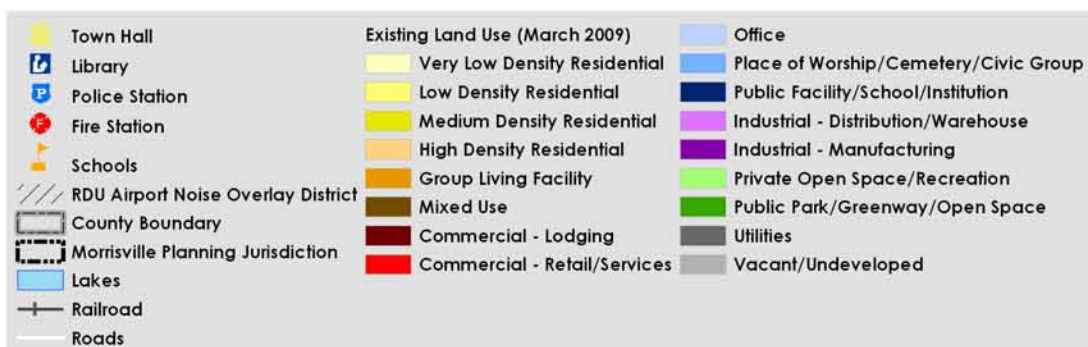 Town Hall
Library
P
Police Station
F
Fire Station
Schools
RDU Airport Noise Overlay District
County Boundary
Morrisville Planning Jurisdiction
Lakes
Railroad
Roads
Existing Land Use (March 2009)
Very Low Density Residential
Low Density Residential
Medium Density Residential
High Density Residential
Group Living Facility
Mixed Use
Commercial - Lodging
Commercial - Retail/Services
Office
Place of Worship/Cemetery/Civic Group
Public Facility/School/Institution
Industrial - Distribution/Warehouse
Industrial - Manufacturing
Private Open Space/Recreation
Public Park/Greenway/Open Space
Utilities
Vacant/Undeveloped